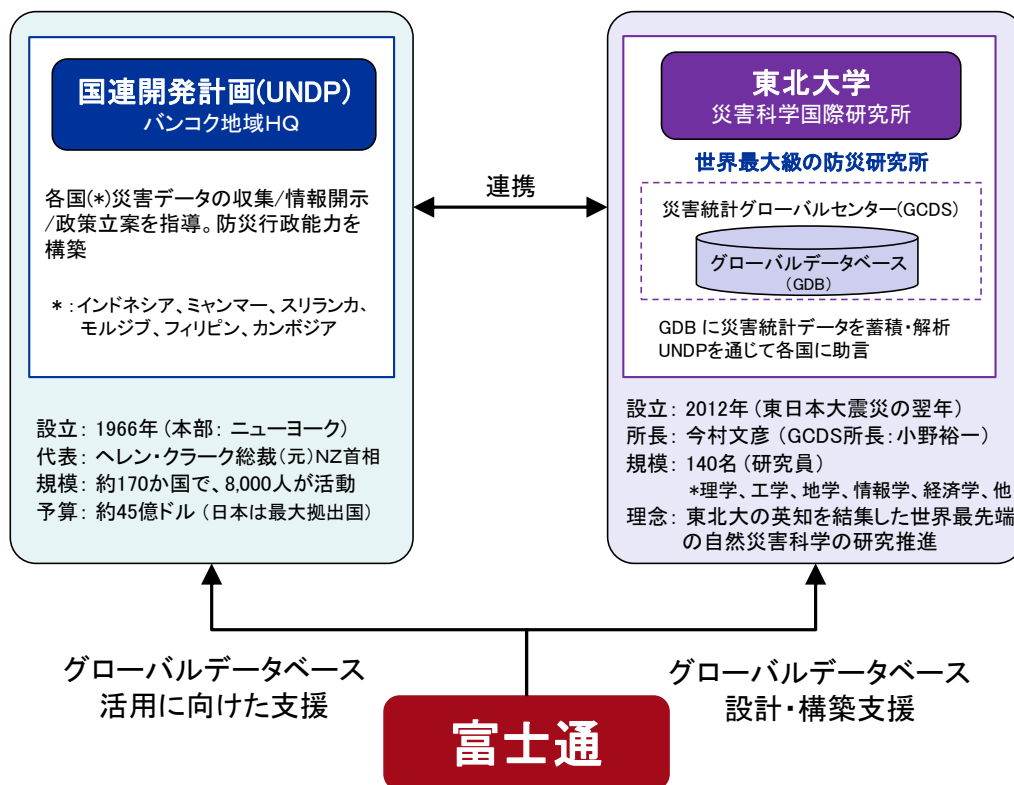 国連開発計画(UNDP)
バンコク地域HQ
各国(*)災害データの収集/情報開示
/政策立案を指導。防災行政能力を
構築
* :インドネシア、ミャンマー、スリランカ、
モルジブ、フィリピン、カンボジア
設立: 1966年 (本部: ニューヨーク)
代表: ヘレン・クラーク総裁(元)NZ首相
規模: 約170か国で、8,000人が活動
予算: 約45億ドル (日本は最大拠出国)
連携
東北大学
災害科学国際研究所
世界最大級の防災研究所
災害統計グローバルセンター(GCDS)
グローバルデータベース
(GDB)
GDB に災害統計データを蓄積・解析
UNDPを通じて各国に助言
設立: 2012年 (東日本大震災の翌年)
所長: 今村文彦 (GCDS所長:小野裕一)
規模: 140名 (研究員)
*理学、工学、地学、情報学、経済学、他
理念: 東北大の英知を結集した世界最先端
の自然災害科学の研究推進
グローバルデータベース
活用に向けた支援
グローバルデータベース
設計・構築支援
富士通